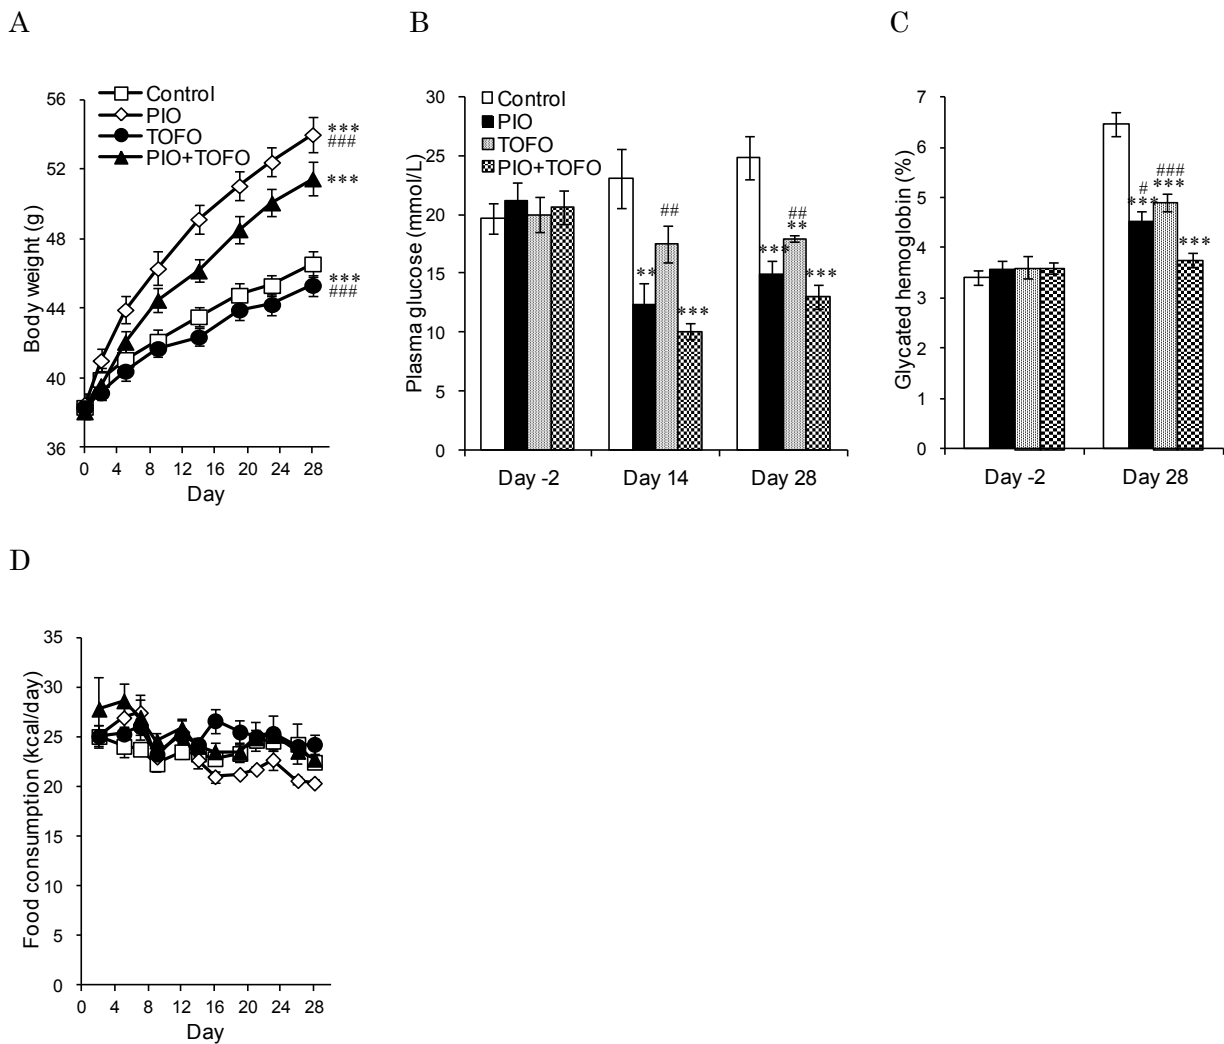 A
B
C
Control
PIO
TOFO
PIO+TOFO
56
52
48
44
40
36
Body weight (g)
***
###
***
***
###
0 4 8 12 16 20 24 28
Day
Control
PIO
TOFO
PIO+TOFO
30
25
20
15
10
5
0
Plasma glucose (mmol/L)
##
**
***
##
**
***
***
Day -2 Day 14 Day 28
7
6
5
4
3
2
1
0
Glycated hemoglobin (%)
###
#
***
***
***
Day -2 Day 28
D
35
30
25
20
15
10
5
0
Food consumption (kcal/day)
0 4 8 12 16 20 24 28
Day